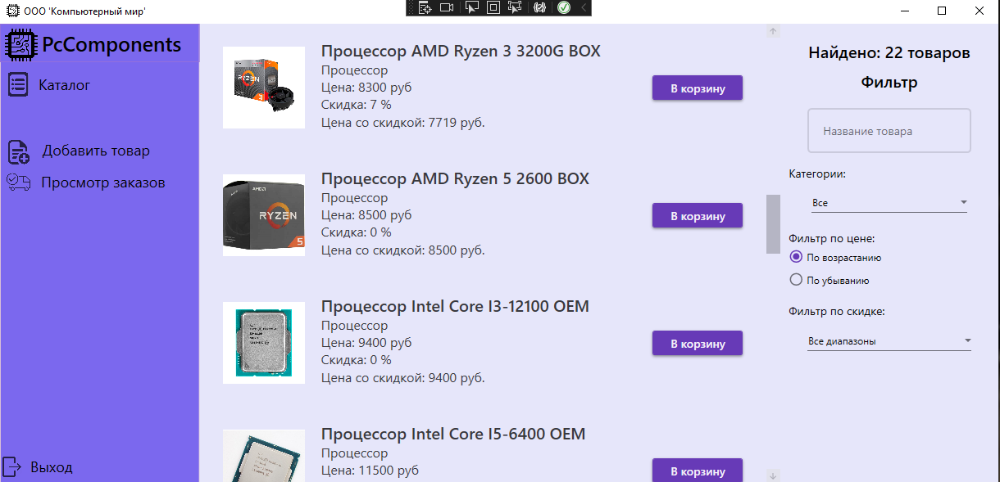 ООО 'Компьютерный мир'
PcComponents
Каталог
Добавить товар
Просмотр заказов
Выход
Процессор AMD Ryzen 3 3200G BOX
Процессор
Цена: 8300 руб
Скидка: 7 %
Цена со скидкой: 7719 руб.
В корзину
RYZEN
3
Процессор AMD Ryzen 5 2600 BOX
Процессор
Цена: 8500 руб
Скидка: 0 %
Цена со скидкой: 8500 руб.
В корзину
AMD
RYZEN
5
Процессор Intel Core I3-12100 OEM
Процессор
Цена: 9400 руб
Скидка: 0 %
Цена со скидкой: 9400 руб.
В корзину
Процессор Intel Core I5-6400 OEM
Процессор
Цена: 11500 руб
В корзину
Найдено: 22 товаров
Фильтр
Название товара
Категории:
Все
Фильтр по цене:
По возрастанию
По убыванию
Фильтр по скидке:
Все диапазоны